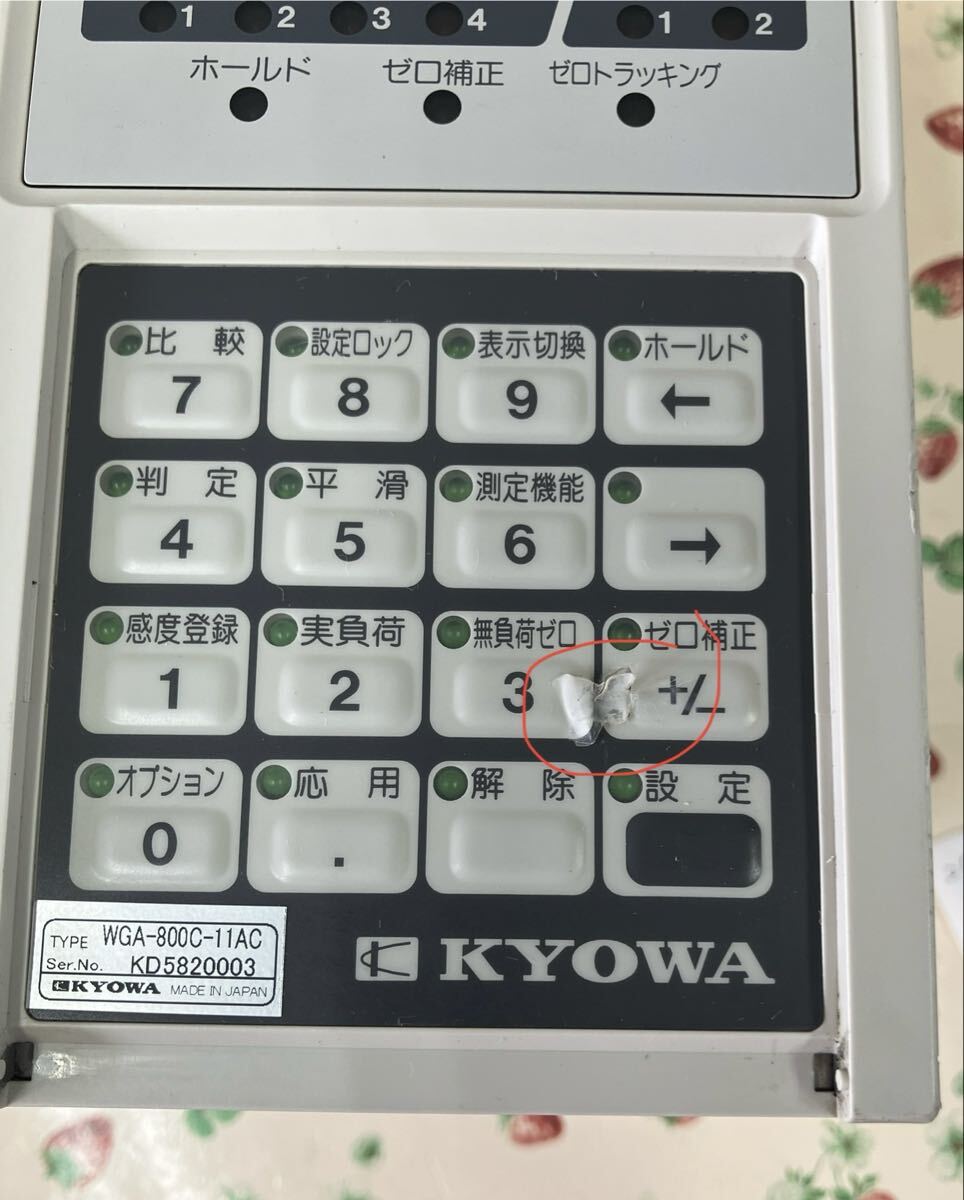 1 2 3 4 1 2
ホールド ゼロ補正 ゼロトラッキング
比較 設定ロック 表示切換 ホールド
7 8 9 ←
判定 平滑 測定機能
4 5 6 →
感度登録 実負荷 無負荷ゼロ ゼロ補正
1 2 3 +/−
オプション 応用 解除 設定
0 .
TYPE WGA-800C-11AC
Ser.No. KD5820003
KYOWA MADE IN JAPAN
KYOWA